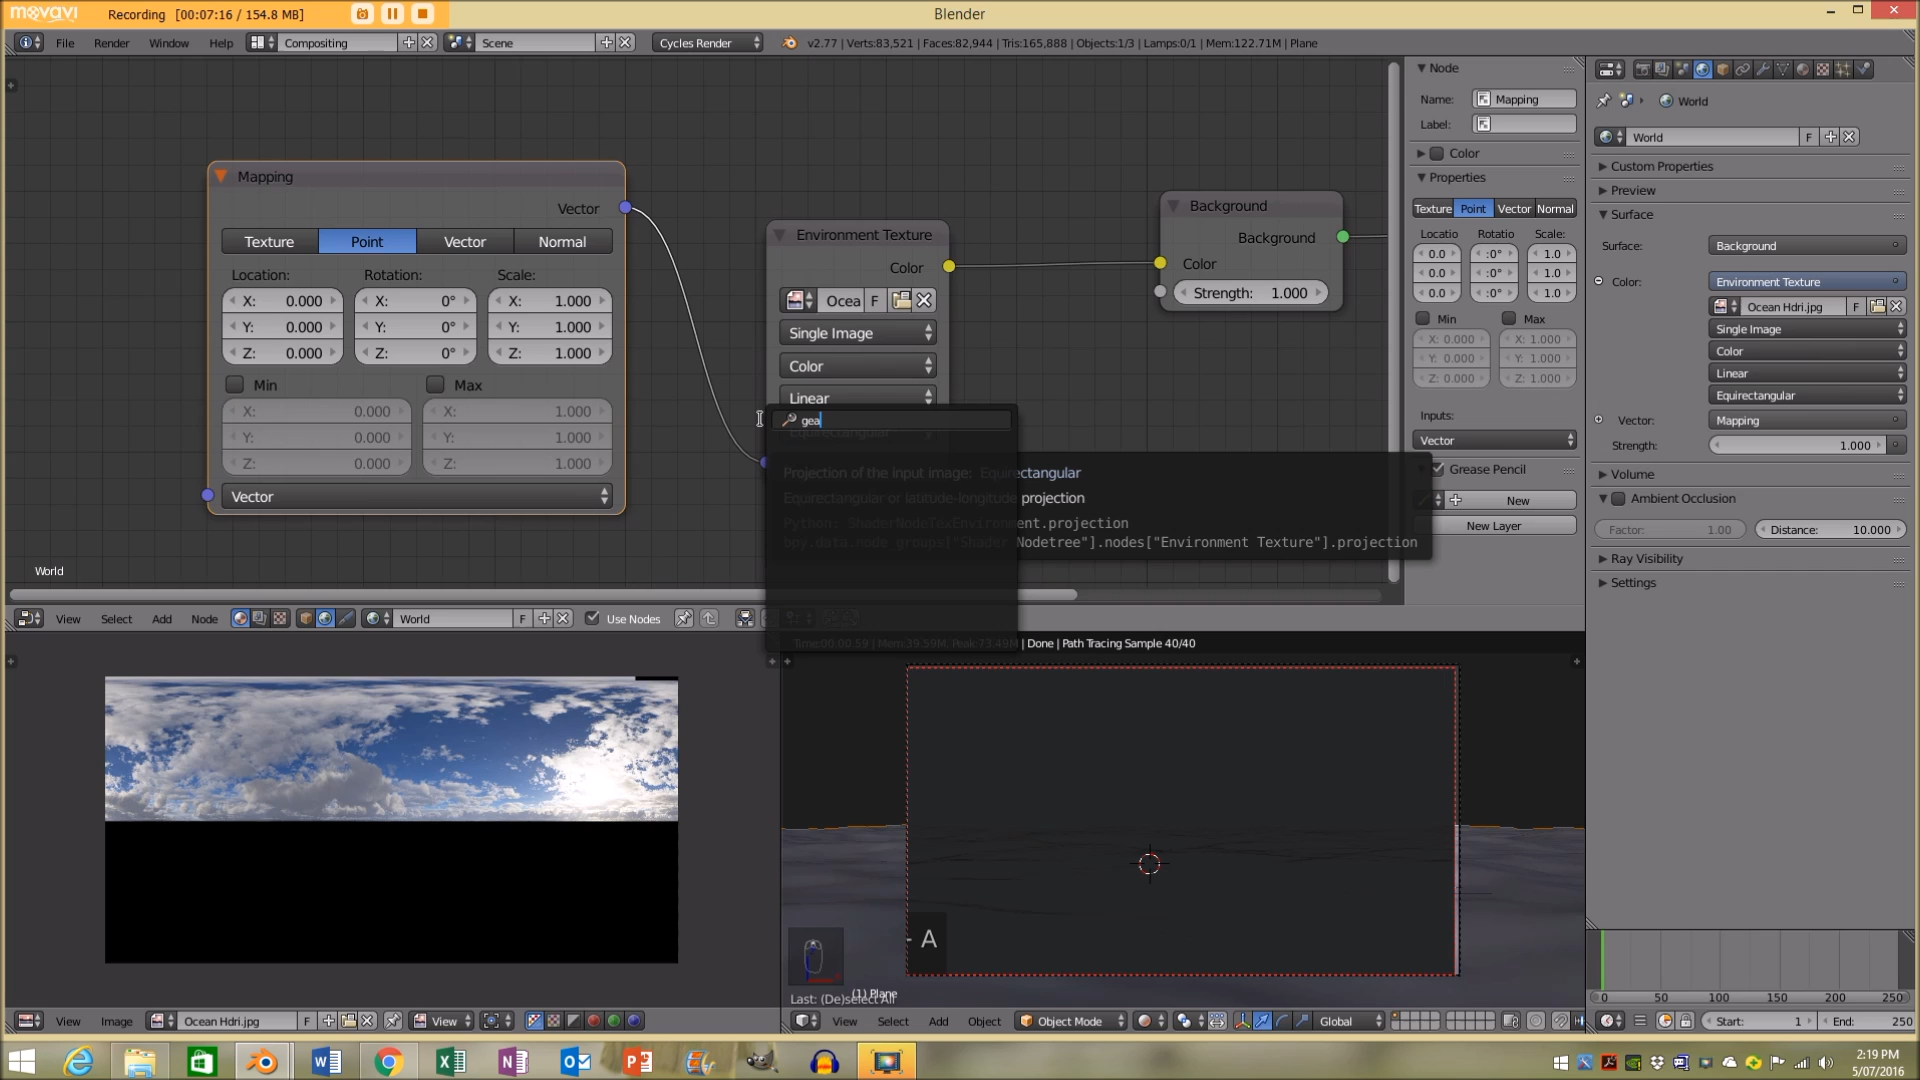 movavi
Recording [00:07:16 / 154.8 MB]
Blender
File Render Window Help Compositing Scene Cycles Render v2.77 | Verts:83,521 | Faces:82,944 | Tris:165,888 | Objects:1/3 | Lamps:0/1 | Mem:122.71M | Plane
Mapping
Vector
Texture Point Vector Normal
Location: Rotation: Scale:
X: 0.000 X: 0° X: 1.000
Y: 0.000 Y: 0° Y: 1.000
Z: 0.000 Z: 0° Z: 1.000
Min Max
X: 0.000 X: 1.000
Y: 0.000 Y: 1.000
Z: 0.000 Z: 1.000
Vector
Environment Texture
Color
Ocea F
Single Image
Color
Linear
gea
Equirectangular
Projection of the input image: Equirectangular
Equirectangular or latitude-longitude projection
Python: ShaderNodeTexEnvironment.projection
bpy.data.node_groups["Shader Nodetree"].nodes["Environment Texture"].projection
Background
Background
Color
Strength: 1.000
Node
Name: Mapping
Label:
Color
Properties
Texture Point Vector Normal
Locatio Rotatio Scale:
0.0 :0° 1.0
0.0 :0° 1.0
0.0 :0° 1.0
Min Max
X: 0.000 X: 1.000
Y: 0.000 Y: 1.000
Z: 0.000 Z: 1.000
Inputs:
Vector
Grease Pencil
New
New Layer
World
World F
Custom Properties
Preview
Surface
Surface: Background
Color: Environment Texture
Ocean Hdri.jpg F
Single Image
Color
Linear
Equirectangular
Vector: Mapping
Strength: 1.000
Volume
Ambient Occlusion
Factor: 1.00 Distance: 10.000
Ray Visibility
Settings
World
View Select Add Node World F Use Nodes
Time:00:00.59 | Mem:39.59M, Peak:73.49M | Done | Path Tracing Sample 40/40
- A
(1) Plane
Last: (De)select All
0 50 100 150 200 250
View Image Ocean Hdri.jpg F View
View Select Add Object Object Mode Global
Start: 1 End: 250
2:19 PM
5/07/2016